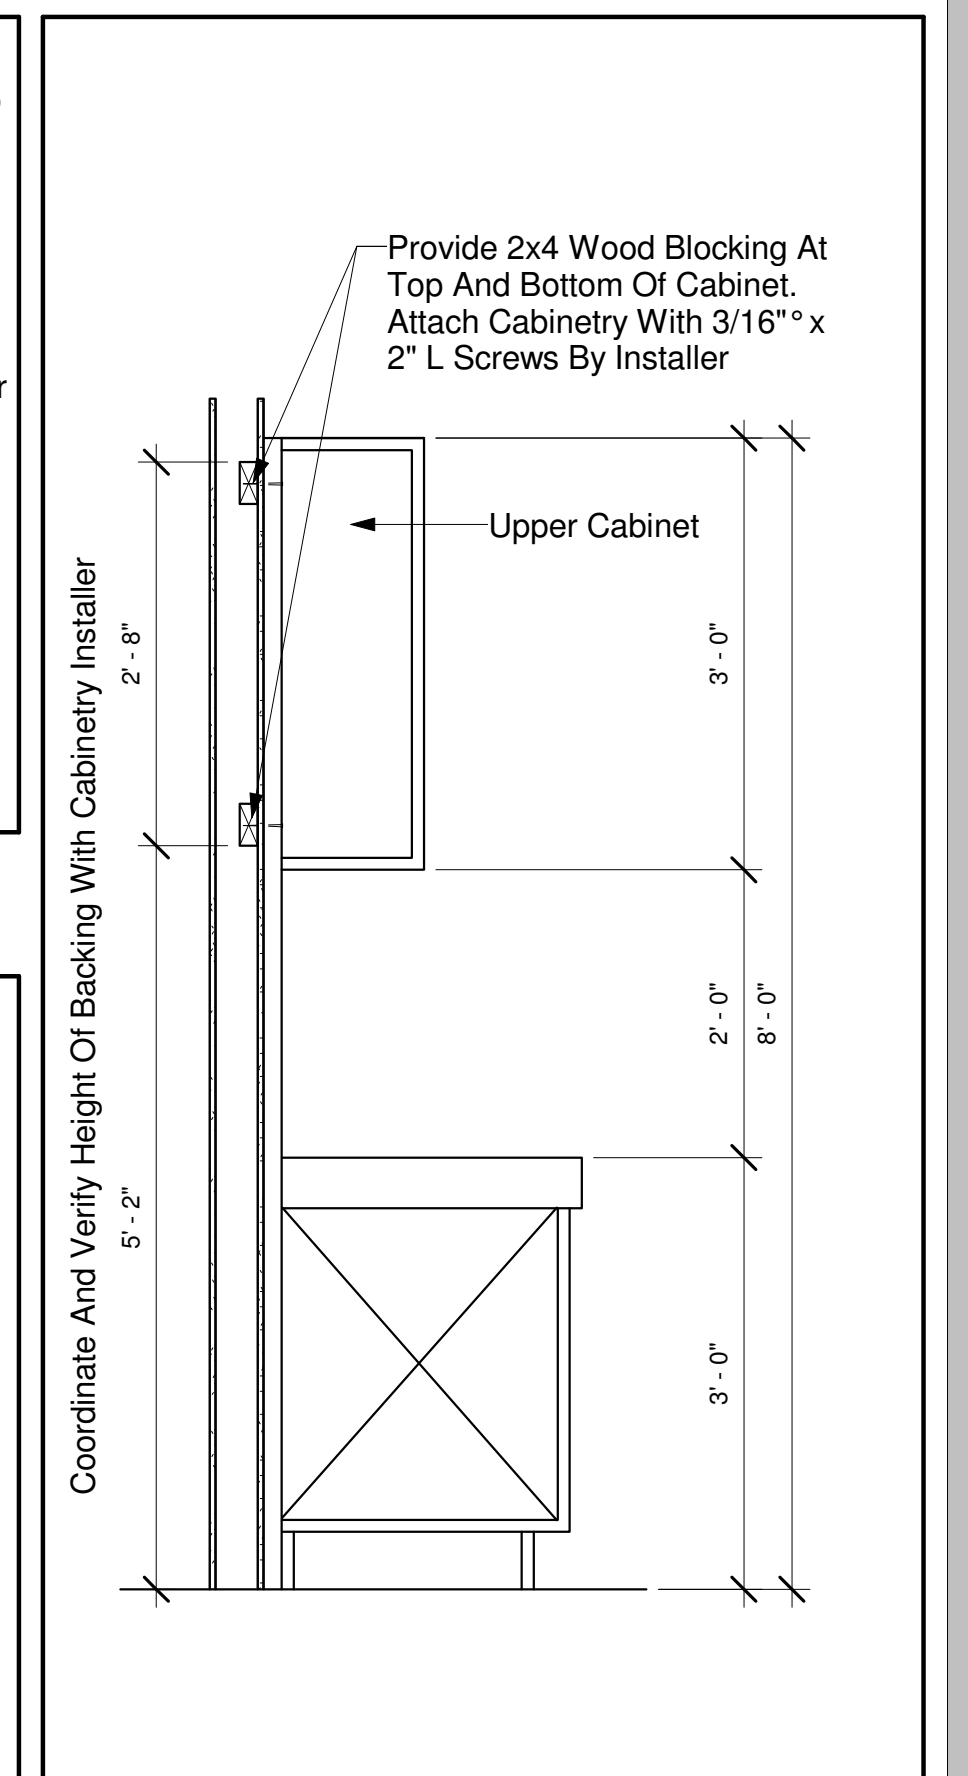 Provide 2x4 Wood Blocking At
Top And Bottom Of Cabinet.
Attach Cabinetry With 3/16"° x
2" L Screws By Installer
Upper Cabinet
Coordinate And Verify Height Of Backing With Cabinetry Installer
2' - 8"
5' - 2"
3' - 0"
2' - 0"
8' - 0"
3' - 0"
r